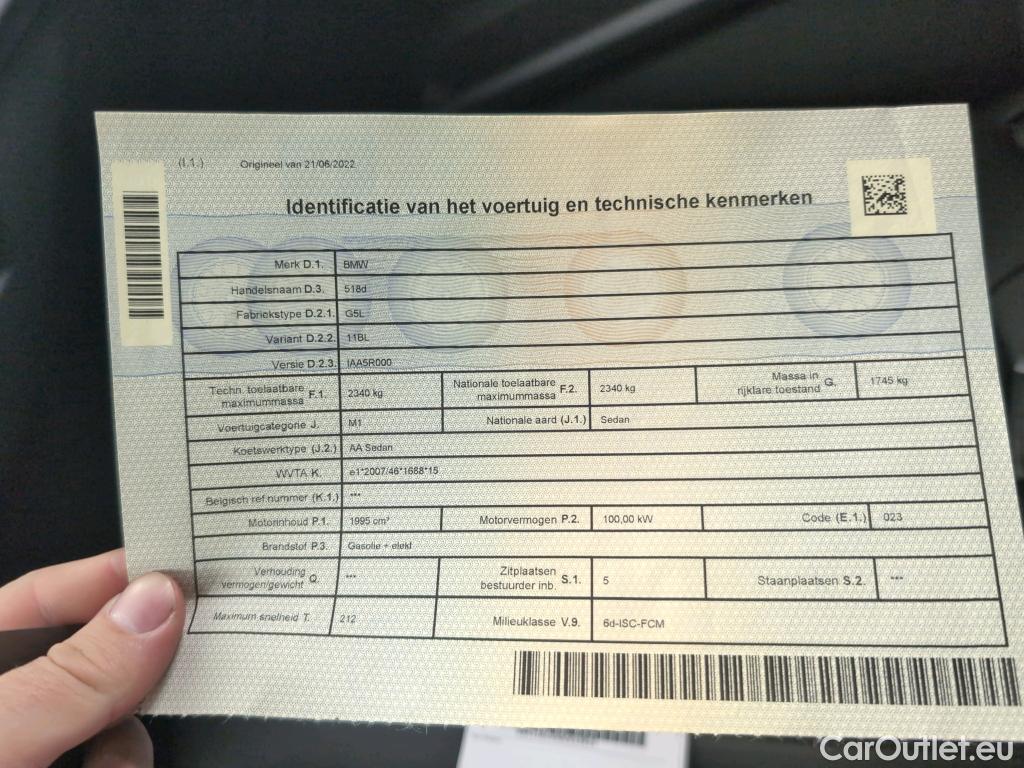 (I.1.) Origineel van 21/06/2022
Identificatie van het voertuig en technische kenmerken
Merk D.1. BMW
Handelsnaam D.3. 518d
Fabriekstype D.2.1. G5L
Variant D.2.2. 11BL
Versie D.2.3. IAA5R000
Techn. toelaatbare maximummassa F.1. 2340 kg Nationale toelaatbare maximummassa F.2. 2340 kg Massa in rijklare toestand G. 1745 kg
Voertuigcategorie J. M1 Nationale aard (J.1.) Sedan
Koetswerktype (J.2.) AA Sedan
WVTA K. e1*2007/46*1688*15
Belgisch ref.nummer (K.1.) ***
Motorinhoud P.1. 1995 cm³ Motorvermogen P.2. 100,00 kW Code (E.1.) 023
Brandstof P.3. Gasolie + elekt
Verhouding vermogen/gewicht Q. *** Zitplaatsen bestuurder inb. S.1. 5 Staanplaatsen S.2. ***
Maximum snelheid T. 212 Milieuklasse V.9. 6d-ISC-FCM
CarOutlet.eu